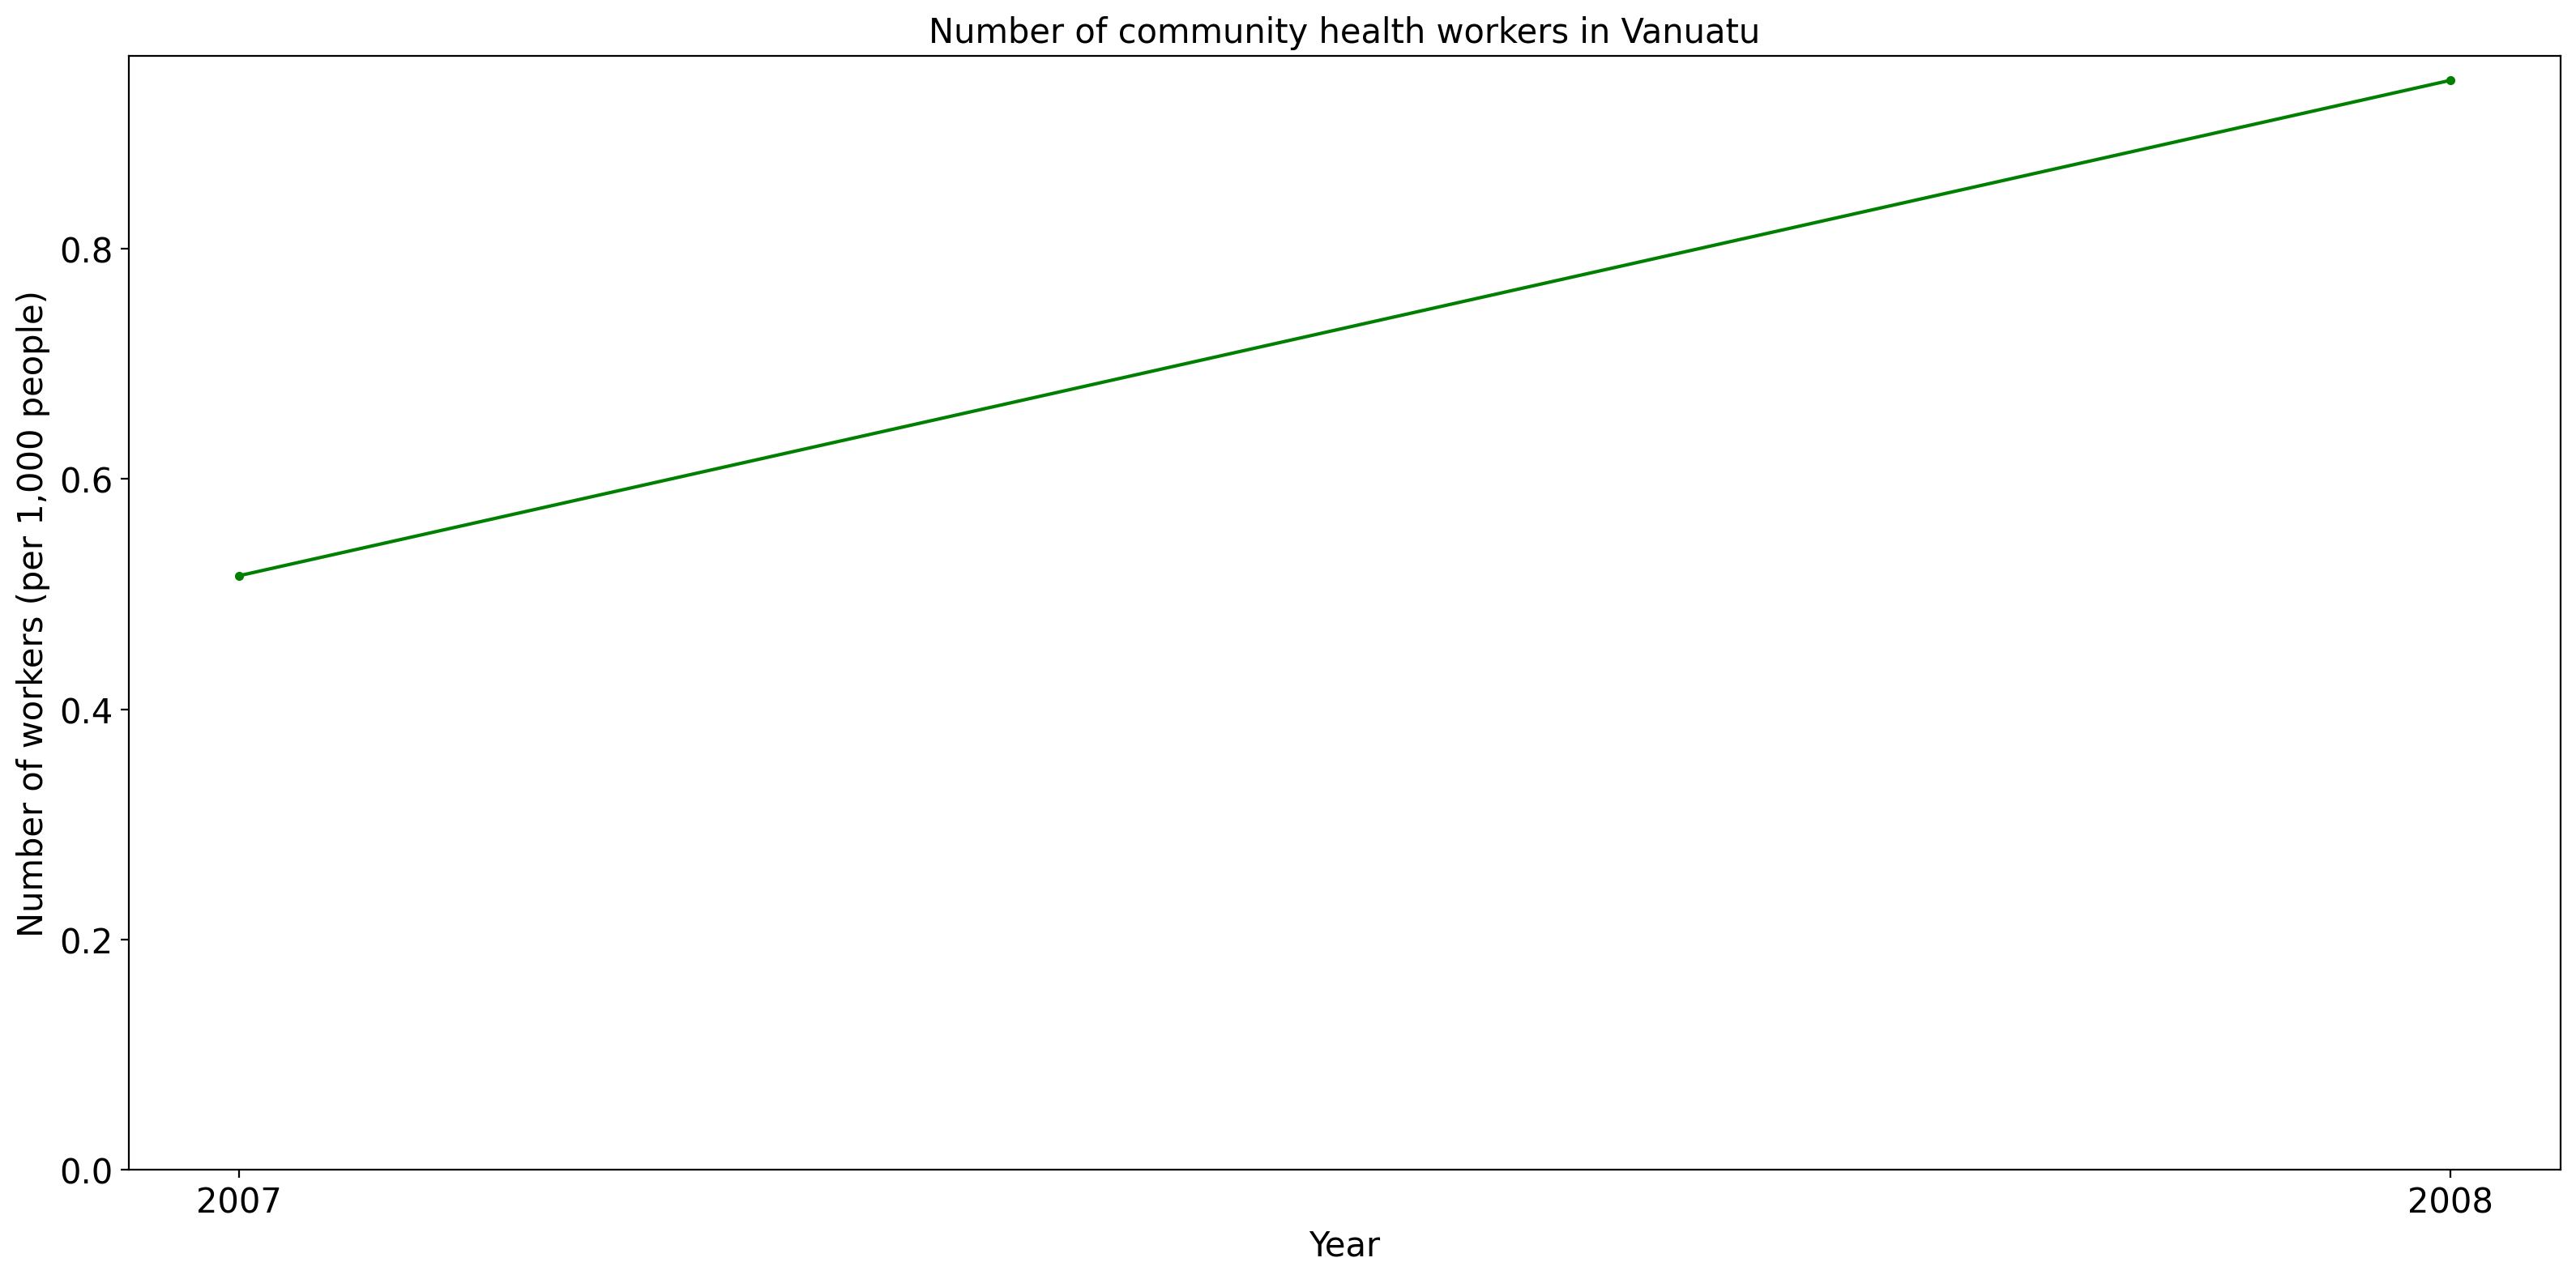 Number of community health workers in Vanuatu
Number of workers (per 1,000 people)
0.8
0.6
0.4
0.2
0.0
2007
2008
Year